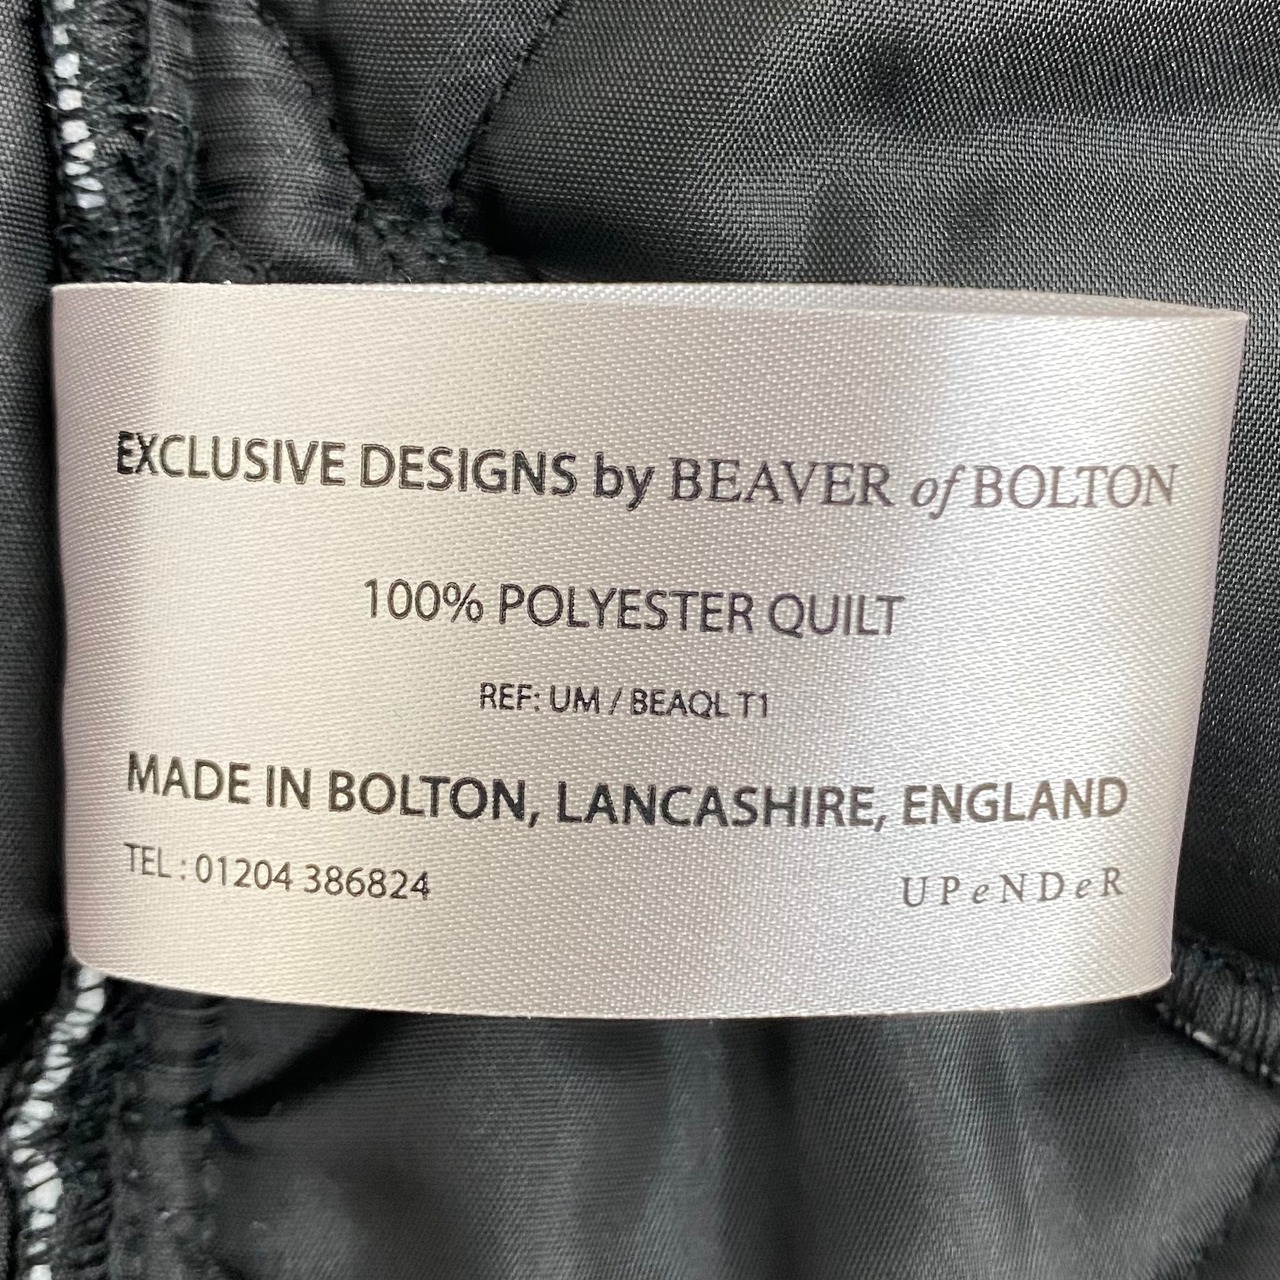 EXCLUSIVE DESIGNS by BEAVER of BOLTON
100% POLYESTER QUILT
REF: UM / BEAQL T1
MADE IN BOLTON, LANCASHIRE, ENGLAND
TEL : 01204 386824
UPeNDeR